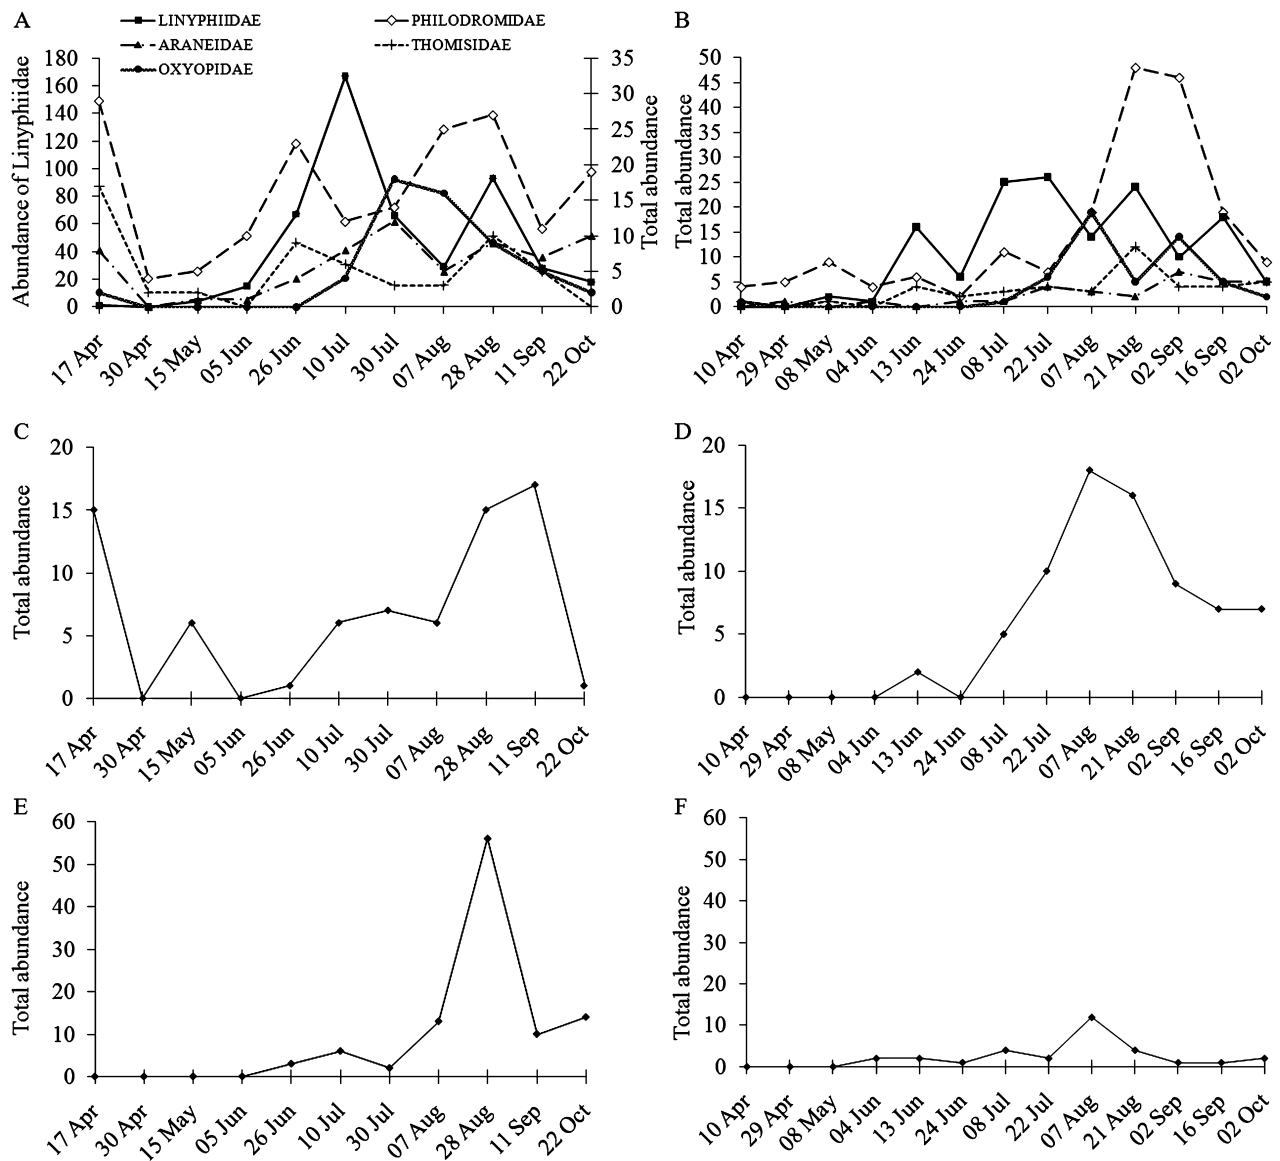 A
LINYPHIIDAE
PHILODROMIDAE
ARANEIDAE
THOMISIDAE
OXYOPIDAE
Abundance of Linyphiidae
180
160
140
120
100
80
60
40
20
0
35
30
25
20
15
10
5
0
Total abundance
17 Apr
30 Apr
15 May
05 Jun
26 Jun
10 Jul
30 Jul
07 Aug
28 Aug
11 Sep
22 Oct
B
Total abundance
50
45
40
35
30
25
20
15
10
5
0
10 Apr
29 Apr
08 May
04 Jun
13 Jun
24 Jun
08 Jul
22 Jul
07 Aug
21 Aug
02 Sep
16 Sep
02 Oct
C
Total abundance
20
15
10
5
0
17 Apr
30 Apr
15 May
05 Jun
26 Jun
10 Jul
30 Jul
07 Aug
28 Aug
11 Sep
22 Oct
D
Total abundance
20
15
10
5
0
10 Apr
29 Apr
08 May
04 Jun
13 Jun
24 Jun
08 Jul
22 Jul
07 Aug
21 Aug
02 Sep
16 Sep
02 Oct
E
Total abundance
60
50
40
30
20
10
0
17 Apr
30 Apr
15 May
05 Jun
26 Jun
10 Jul
30 Jul
07 Aug
28 Aug
11 Sep
22 Oct
F
Total abundance
60
50
40
30
20
10
0
10 Apr
29 Apr
08 May
04 Jun
13 Jun
24 Jun
08 Jul
22 Jul
07 Aug
21 Aug
02 Sep
16 Sep
02 Oct